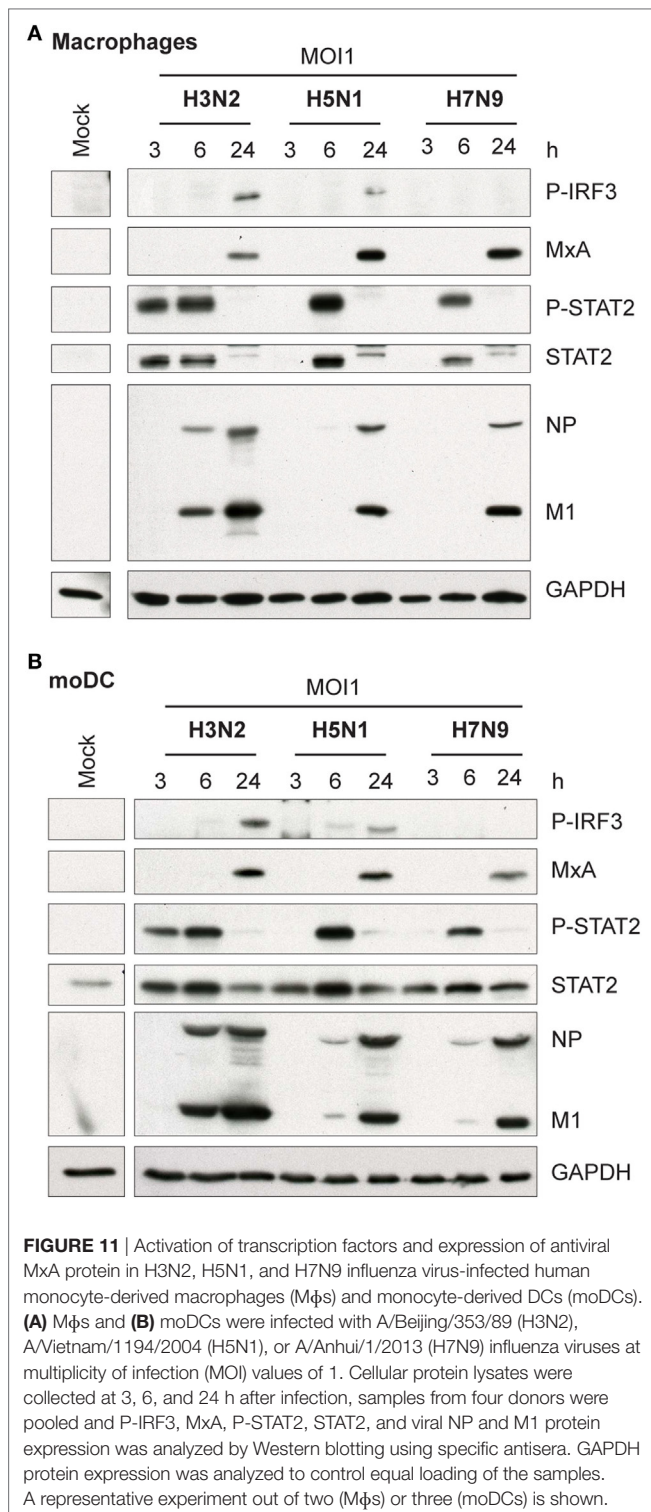 A Macrophages
MOI1
Mock
H3N2 H5N1 H7N9
3 6 24 3 6 24 3 6 24 h
P-IRF3
MxA
P-STAT2
STAT2
NP
M1
GAPDH
B moDC
MOI1
Mock
H3N2 H5N1 H7N9
3 6 24 3 6 24 3 6 24 h
P-IRF3
MxA
P-STAT2
STAT2
NP
M1
GAPDH
FIGURE 11 | Activation of transcription factors and expression of antiviral
MxA protein in H3N2, H5N1, and H7N9 influenza virus-infected human
monocyte-derived macrophages (Mϕs) and monocyte-derived DCs (moDCs).
(A) Mϕs and (B) moDCs were infected with A/Beijing/353/89 (H3N2),
A/Vietnam/1194/2004 (H5N1), or A/Anhui/1/2013 (H7N9) influenza viruses at
multiplicity of infection (MOI) values of 1. Cellular protein lysates were
collected at 3, 6, and 24 h after infection, samples from four donors were
pooled and P-IRF3, MxA, P-STAT2, STAT2, and viral NP and M1 protein
expression was analyzed by Western blotting using specific antisera. GAPDH
protein expression was analyzed to control equal loading of the samples.
A representative experiment out of two (Mϕs) or three (moDCs) is shown.